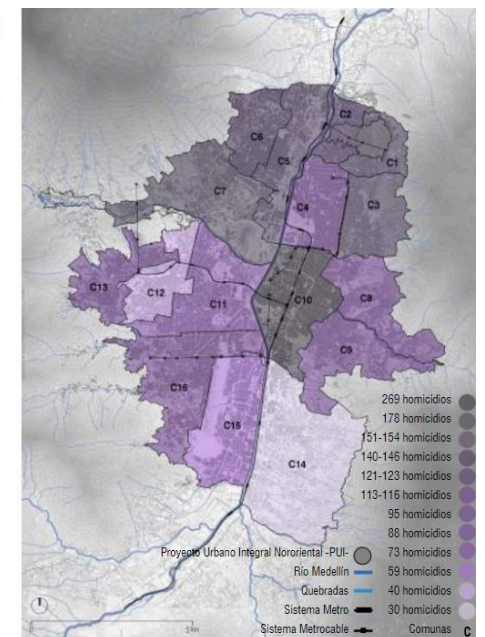 C2
C6
C5
C1
C7
C4
C3
C13
C12
C11
C10
C8
C9
C16
C15
C14
269 homicidios
178 homicidios
151-154 homicidios
140-146 homicidios
121-123 homicidios
113-116 homicidios
95 homicidios
88 homicidios
Proyecto Urbano Integral Nororiental -PUI- 73 homicidios
Río Medellín 59 homicidios
Quebradas 40 homicidios
Sistema Metro 30 homicidios
Sistema Metrocable Comunas C